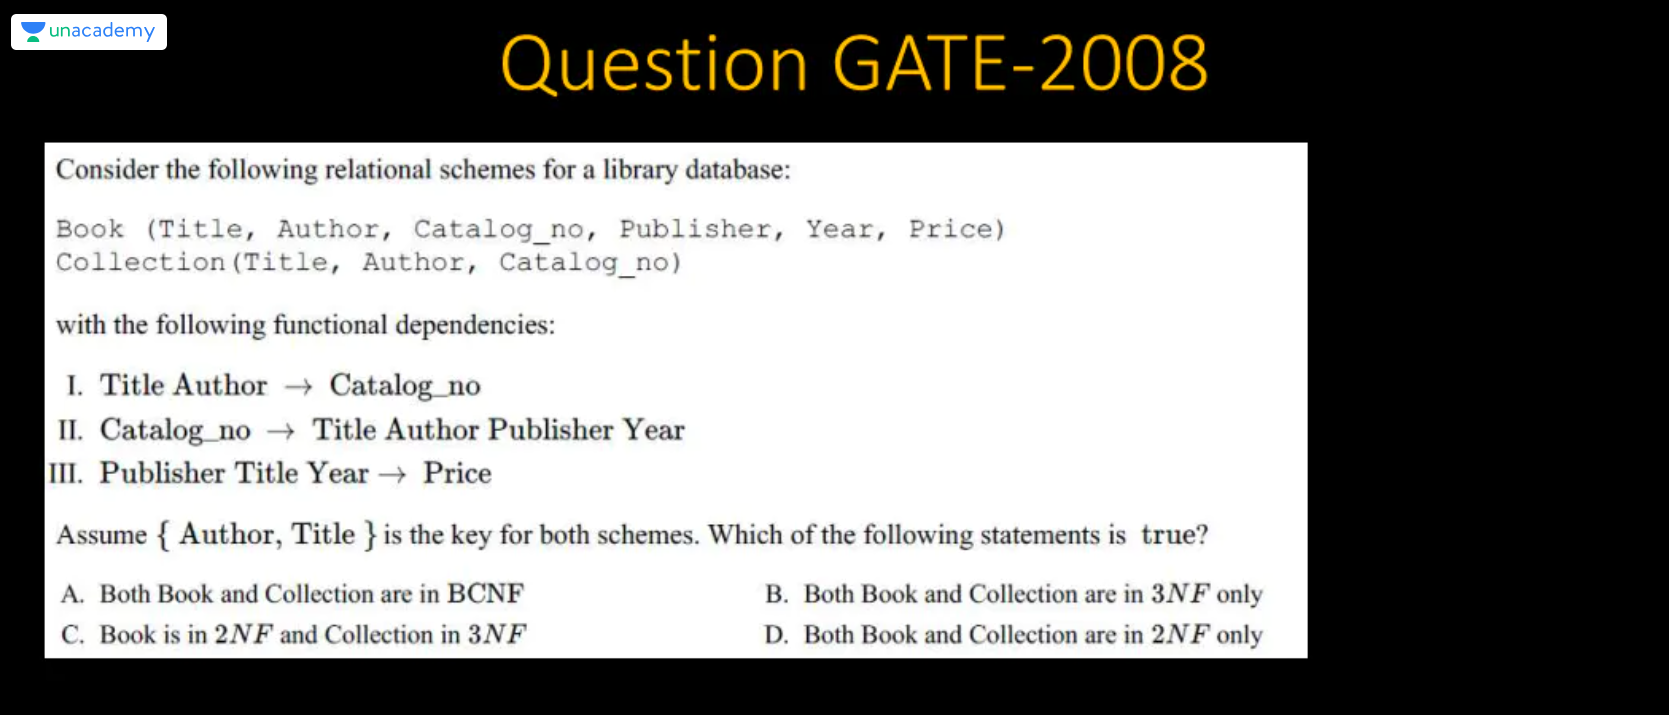 unacademy
Question GATE-2008
Consider the following relational schemes for a library database:
Book (Title, Author, Catalog_no, Publisher, Year, Price)
Collection(Title, Author, Catalog_no)
with the following functional dependencies:
I. Title Author → Catalog_no
II. Catalog_no → Title Author Publisher Year
III. Publisher Title Year → Price
Assume { Author, Title } is the key for both schemes. Which of the following statements is true?
A. Both Book and Collection are in BCNF
B. Both Book and Collection are in 3NF only
C. Book is in 2NF and Collection in 3NF
D. Both Book and Collection are in 2NF only